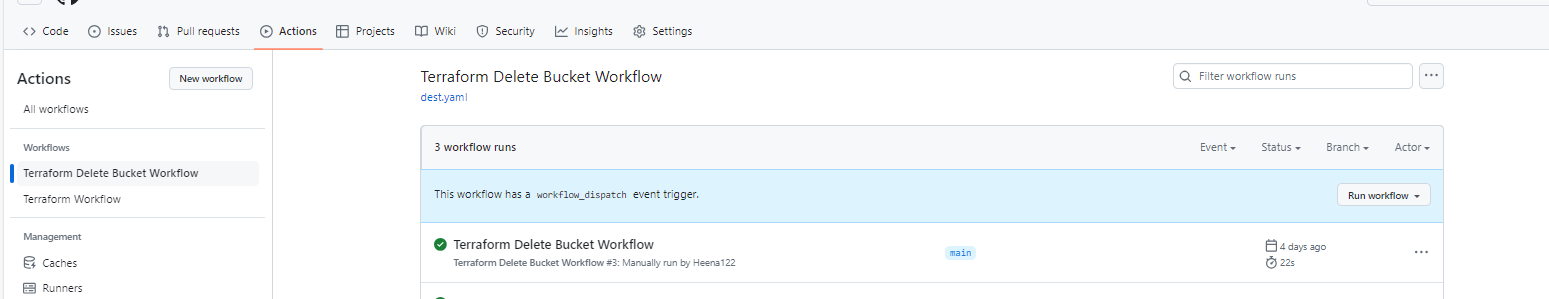 Code Issues Pull requests Actions Projects Wiki Security Insights Settings
Actions
New workflow
All workflows
Workflows
Terraform Delete Bucket Workflow
Terraform Workflow
Management
Caches
Runners
Terraform Delete Bucket Workflow
Filter workflow runs
dest.yaml
3 workflow runs
Event Status Branch Actor
This workflow has a workflow_dispatch event trigger.
Run workflow
Terraform Delete Bucket Workflow
Terraform Delete Bucket Workflow #3: Manually run by Heena122
main
4 days ago
22s